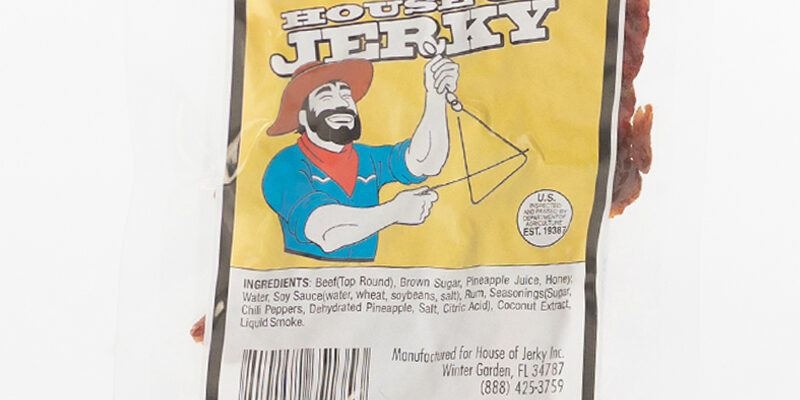 HOUSE
JERKY
U.S.
INSPECTED
AND PASSED BY
DEPARTMENT OF
AGRICULTURE
EST. 19387
INGREDIENTS: Beef(Top Round), Brown Sugar, Pineapple Juice, Honey,
Water, Soy Sauce(water, wheat, soybeans, salt), Rum, Seasonings(Sugar,
Chili Peppers, Dehydrated Pineapple, Salt, Citric Acid), Coconut Extract,
Liquid Smoke.
Manufactured for House of Jerky Inc.
Winter Garden, FL 34787
(888) 425-3759